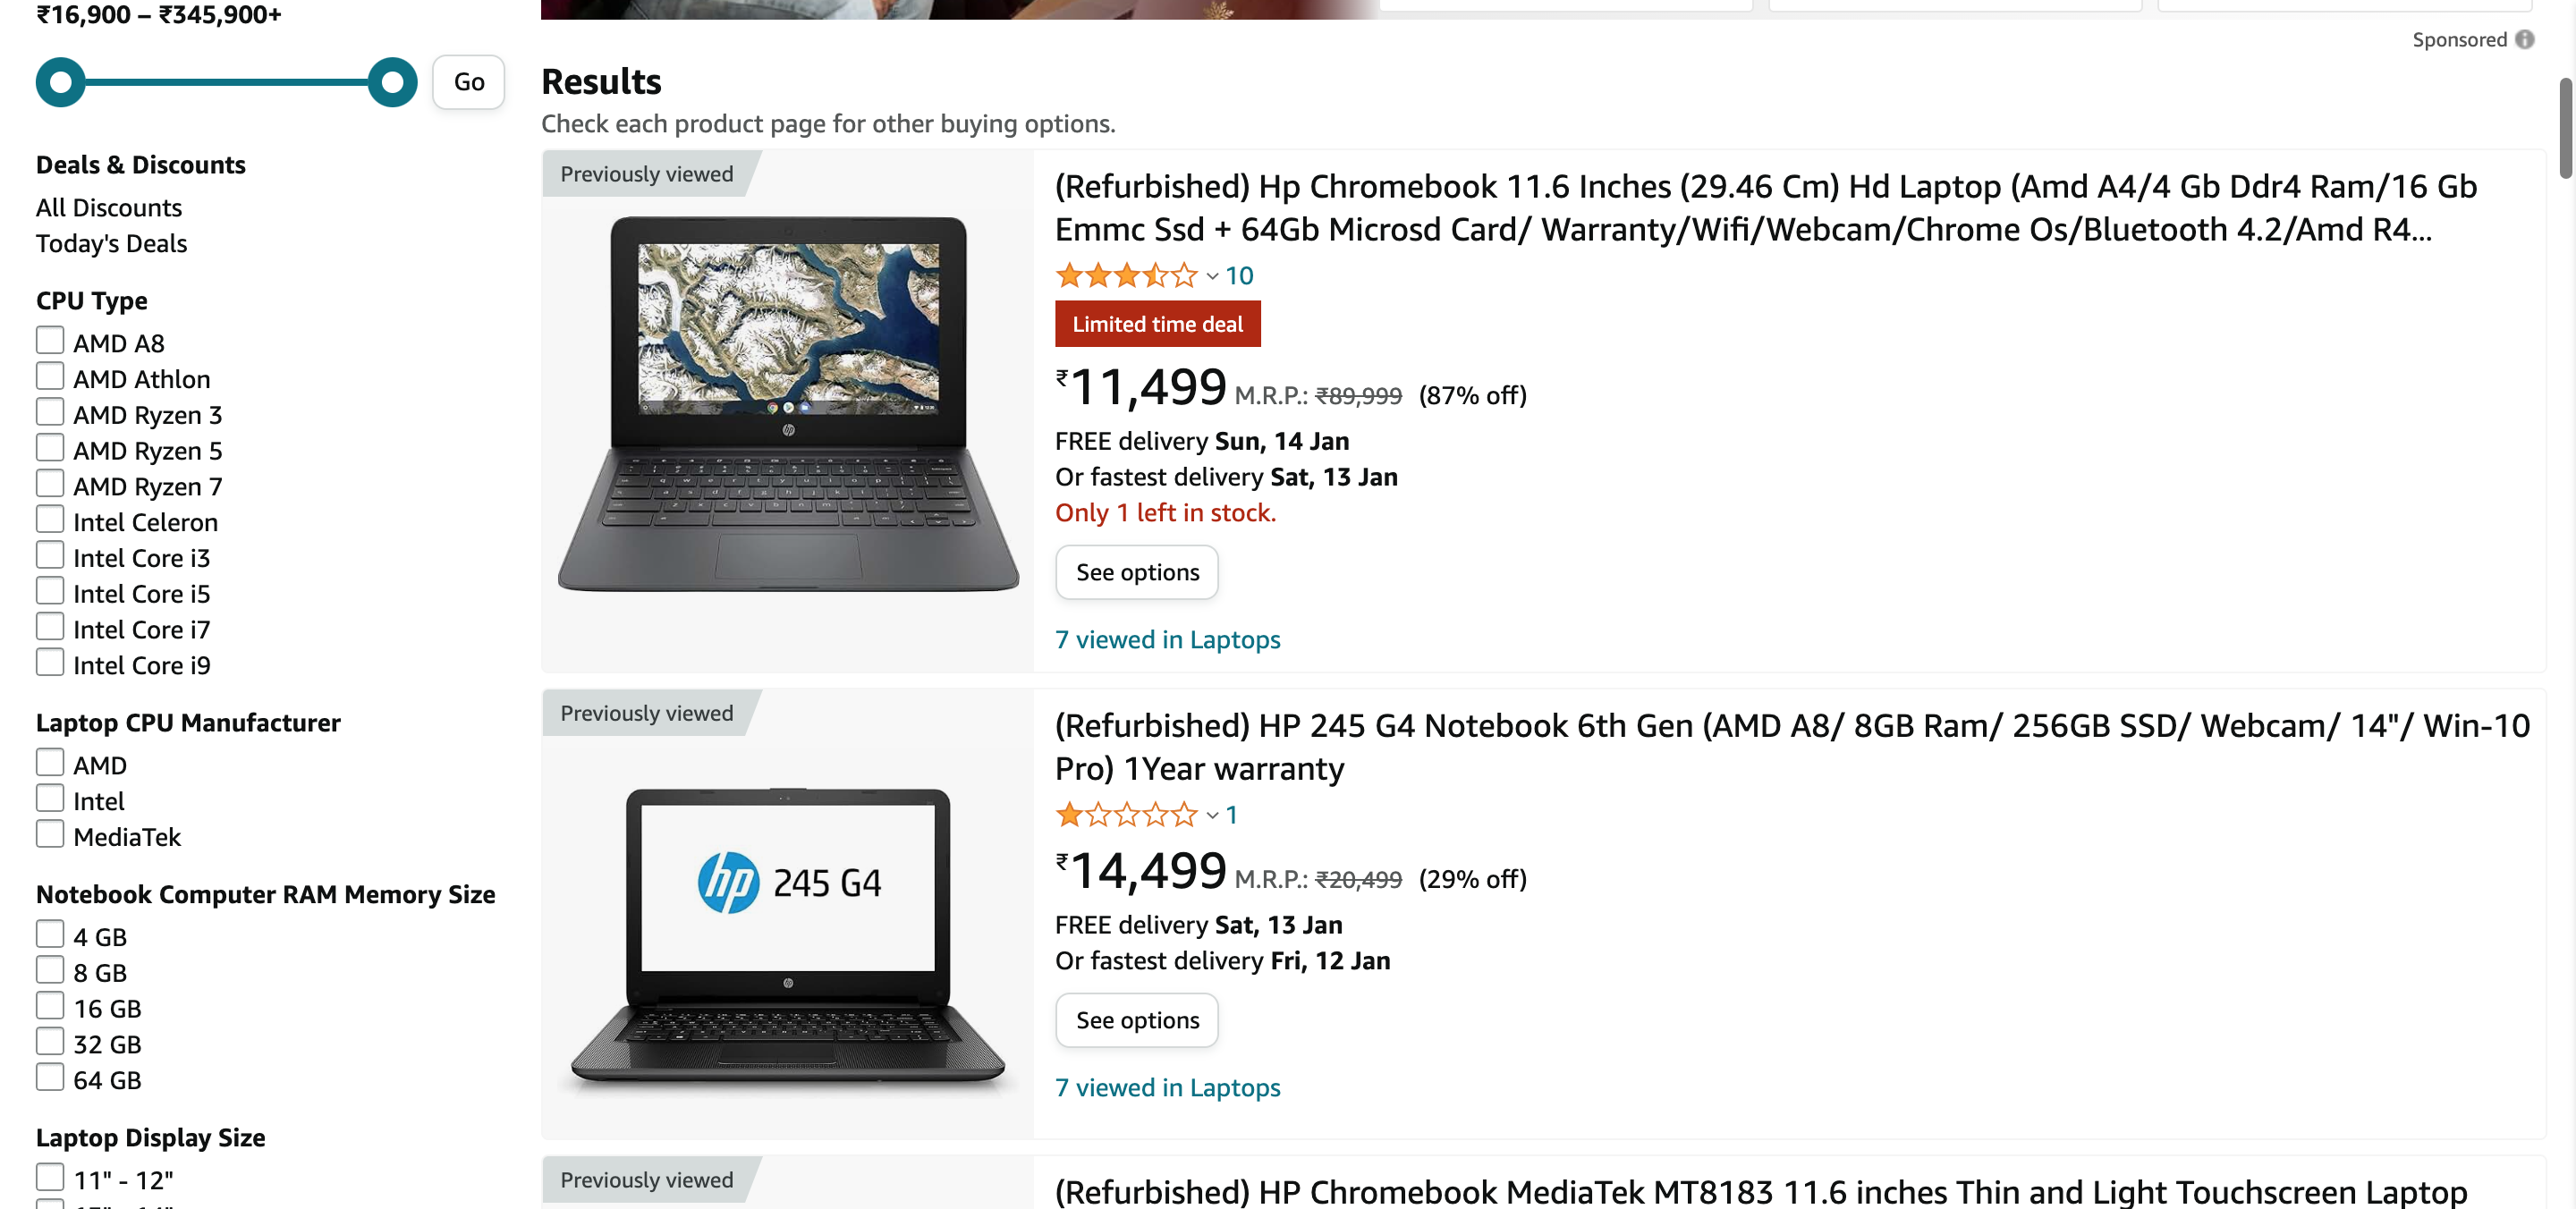 ₹16,900 – ₹345,900+
Go
Deals & Discounts
All Discounts
Today's Deals
CPU Type
AMD A8
AMD Athlon
AMD Ryzen 3
AMD Ryzen 5
AMD Ryzen 7
Intel Celeron
Intel Core i3
Intel Core i5
Intel Core i7
Intel Core i9
Laptop CPU Manufacturer
AMD
Intel
MediaTek
Notebook Computer RAM Memory Size
4 GB
8 GB
16 GB
32 GB
64 GB
Laptop Display Size
11" - 12"
Sponsored
Results
Check each product page for other buying options.
Previously viewed
(Refurbished) Hp Chromebook 11.6 Inches (29.46 Cm) Hd Laptop (Amd A4/4 Gb Ddr4 Ram/16 Gb
Emmc Ssd + 64Gb Microsd Card/ Warranty/Wifi/Webcam/Chrome Os/Bluetooth 4.2/Amd R4...
10
Limited time deal
₹11,499 M.R.P.: ₹89,999 (87% off)
FREE delivery Sun, 14 Jan
Or fastest delivery Sat, 13 Jan
Only 1 left in stock.
See options
7 viewed in Laptops
Previously viewed
hp 245 G4
(Refurbished) HP 245 G4 Notebook 6th Gen (AMD A8/ 8GB Ram/ 256GB SSD/ Webcam/ 14"/ Win-10
Pro) 1Year warranty
1
₹14,499 M.R.P.: ₹20,499 (29% off)
FREE delivery Sat, 13 Jan
Or fastest delivery Fri, 12 Jan
See options
7 viewed in Laptops
Previously viewed
(Refurbished) HP Chromebook MediaTek MT8183 11.6 inches Thin and Light Touchscreen Laptop